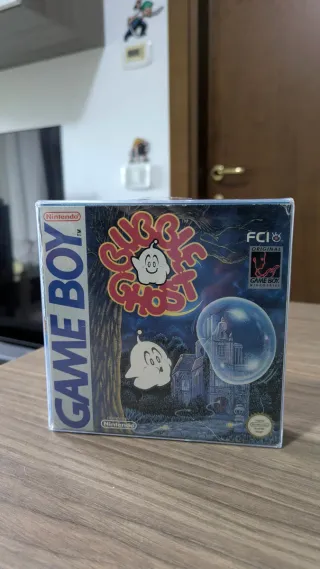 Nintendo
GAME BOY
TM
BUBBLE
GHOST
FCI
ORIGINAL
GAME BOY
Nintendo